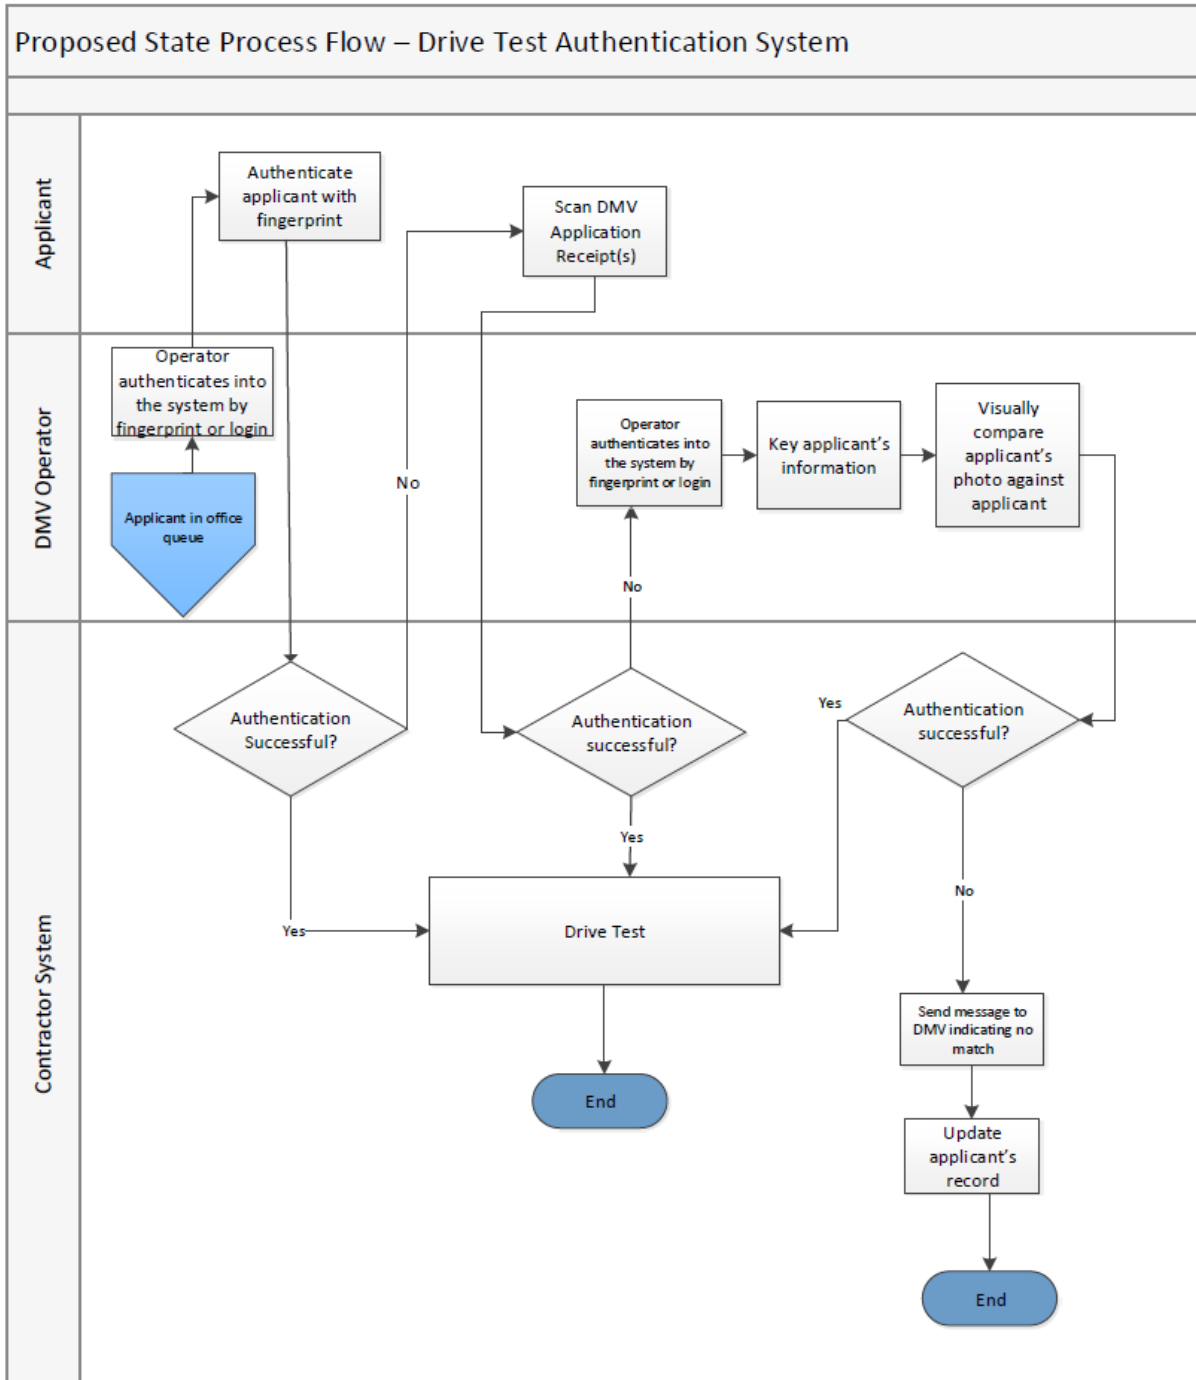 Proposed State Process Flow – Drive Test Authentication System
Applicant
Authenticate
applicant with
fingerprint
Scan DMV
Application
Receipt(s)
DMV Operator
Operator
authenticates into
the system by
fingerprint or login
Applicant in office
queue
No
Operator
authenticates into
the system by
fingerprint or login
Key applicant's
information
Visually
compare
applicant's
photo against
applicant
No
Contractor System
Authentication
Successful?
Authentication
successful?
Yes
Authentication
successful?
Yes
Yes
Drive Test
No
Send message to
DMV indicating no
match
End
Update
applicant's
record
End